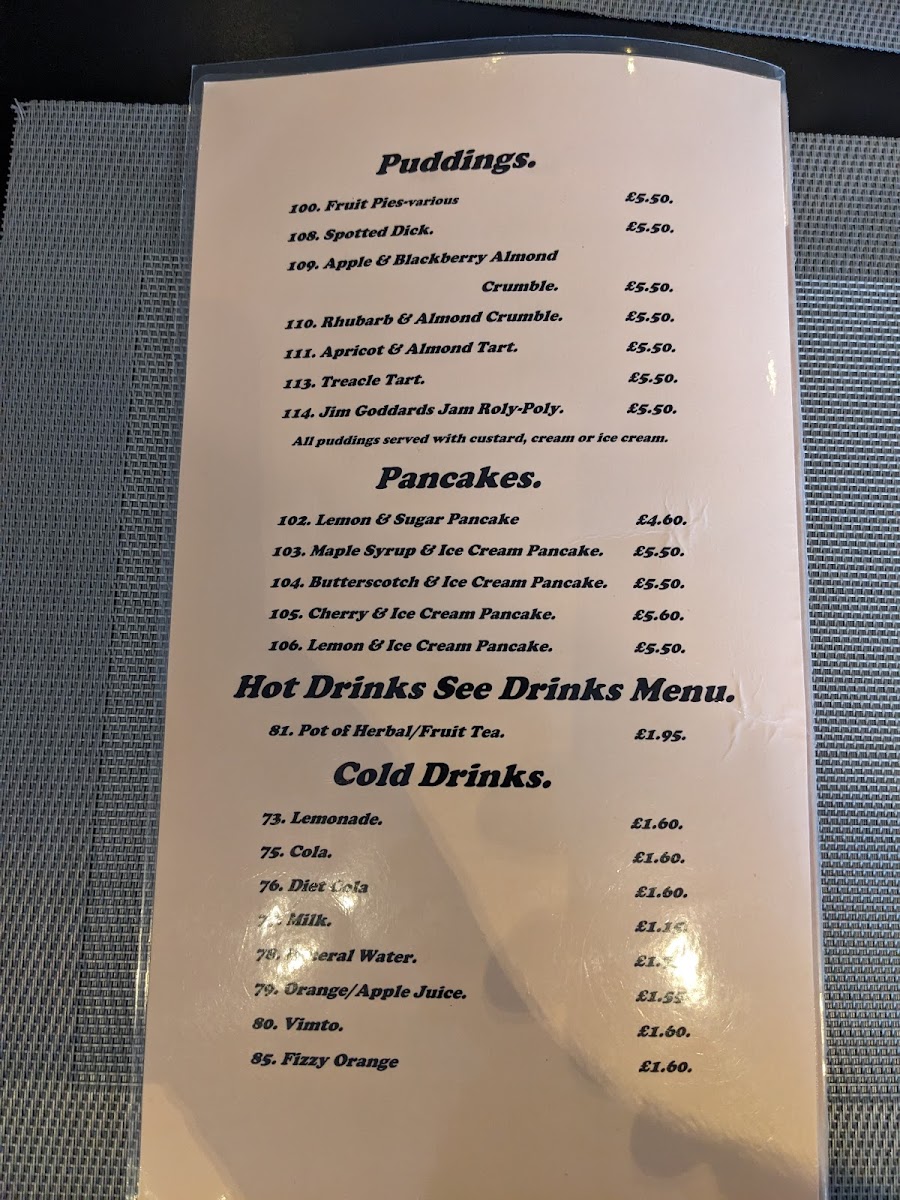 Puddings.
100. Fruit Pies-various £5.50.
108. Spotted Dick. £5.50.
109. Apple & Blackberry Almond
Crumble. £5.50.
110. Rhubarb & Almond Crumble. £5.50.
111. Apricot & Almond Tart. £5.50.
113. Treacle Tart. £5.50.
114. Jim Goddards Jam Roly-Poly. £5.50.
All puddings served with custard, cream or ice cream.
Pancakes.
102. Lemon & Sugar Pancake £4.60.
103. Maple Syrup & Ice Cream Pancake. £5.50.
104. Butterscotch & Ice Cream Pancake. £5.50.
105. Cherry & Ice Cream Pancake. £5.60.
106. Lemon & Ice Cream Pancake. £5.50.
Hot Drinks See Drinks Menu.
81. Pot of Herbal/Fruit Tea. £1.95.
Cold Drinks.
73. Lemonade. £1.60.
75. Cola. £1.60.
76. Diet Cola £1.60.
Milk. £1.15.
78. Mineral Water.
79. Orange/Apple Juice. £1.55.
80. Vimto. £1.60.
85. Fizzy Orange £1.60.